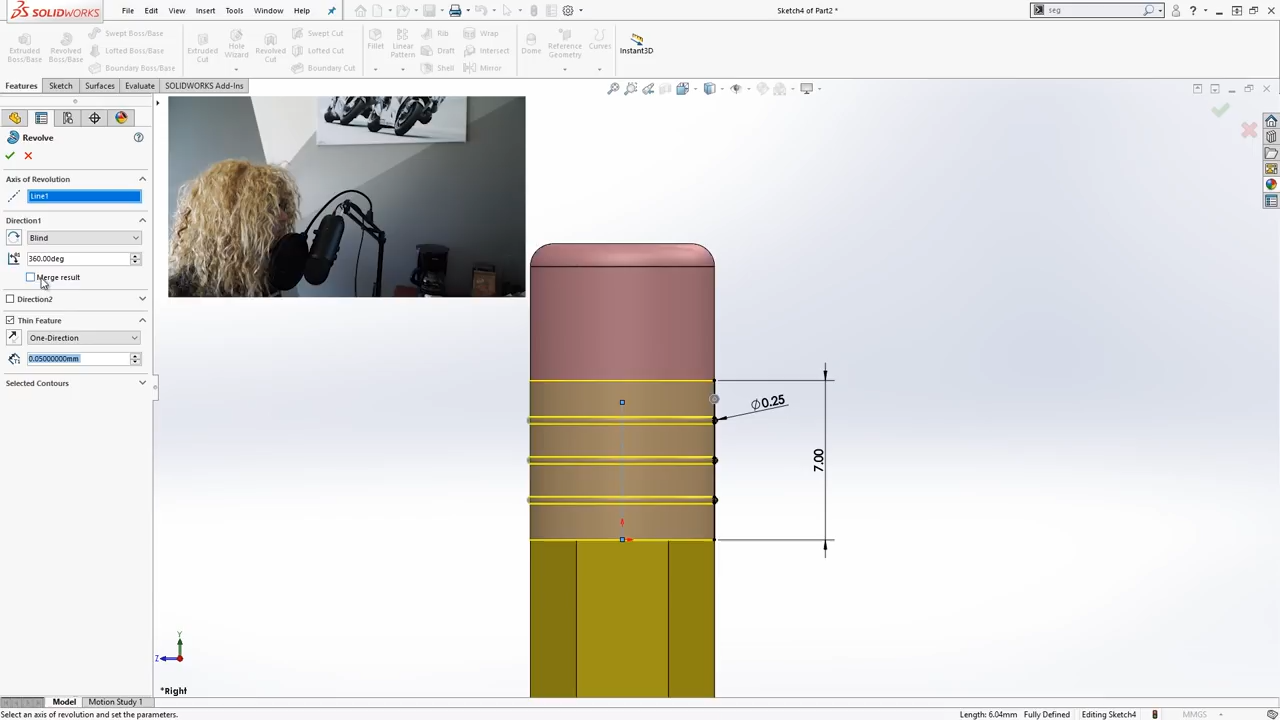 SOLIDWORKS
File Edit View Insert Tools Window Help
Sketch4 of Part2 *
seg
Extruded Boss/Base
Revolved Boss/Base
Swept Boss/Base
Lofted Boss/Base
Boundary Boss/Base
Extruded Cut
Hole Wizard
Revolved Cut
Swept Cut
Lofted Cut
Boundary Cut
Fillet
Linear Pattern
Rib
Draft
Shell
Wrap
Intersect
Mirror
Dome
Reference Geometry
Curves
Instant3D
Features Sketch Surfaces Evaluate SOLIDWORKS Add-Ins
Revolve
Axis of Revolution
Line1
Direction1
Blind
360.00deg
Merge result
Direction2
Thin Feature
One-Direction
0.05000000mm
Selected Contours
Ø0.25
7.00
Y
Z
*Right
Model Motion Study 1
Select an axis of revolution and set the parameters.
Length: 6.04mm Fully Defined Editing Sketch4 MMGS